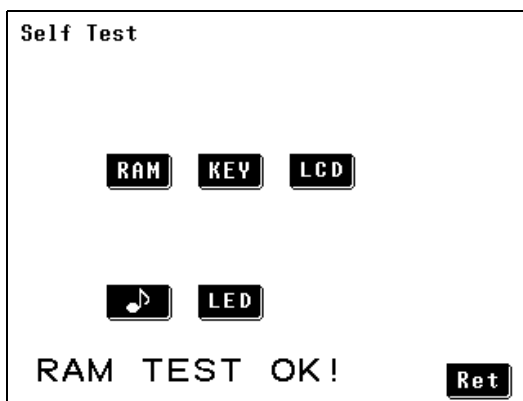 Self Test
RAM KEY LCD
♪ LED
RAM TEST OK!
Ret